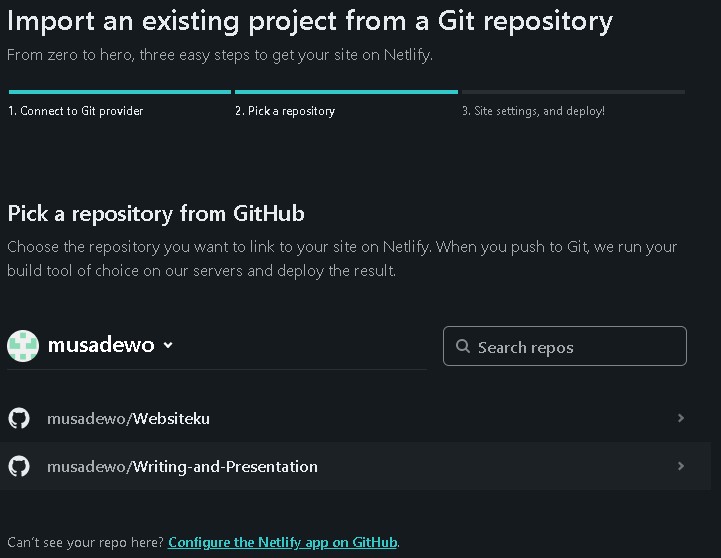 Import an existing project from a Git repository
From zero to hero, three easy steps to get your site on Netlify.
1. Connect to Git provider
2. Pick a repository
3. Site settings, and deploy!
Pick a repository from GitHub
Choose the repository you want to link to your site on Netlify. When you push to Git, we run your
build tool of choice on our servers and deploy the result.
musadewo
Search repos
musadewo/Websiteku
musadewo/Writing-and-Presentation
Can't see your repo here? Configure the Netlify app on GitHub.